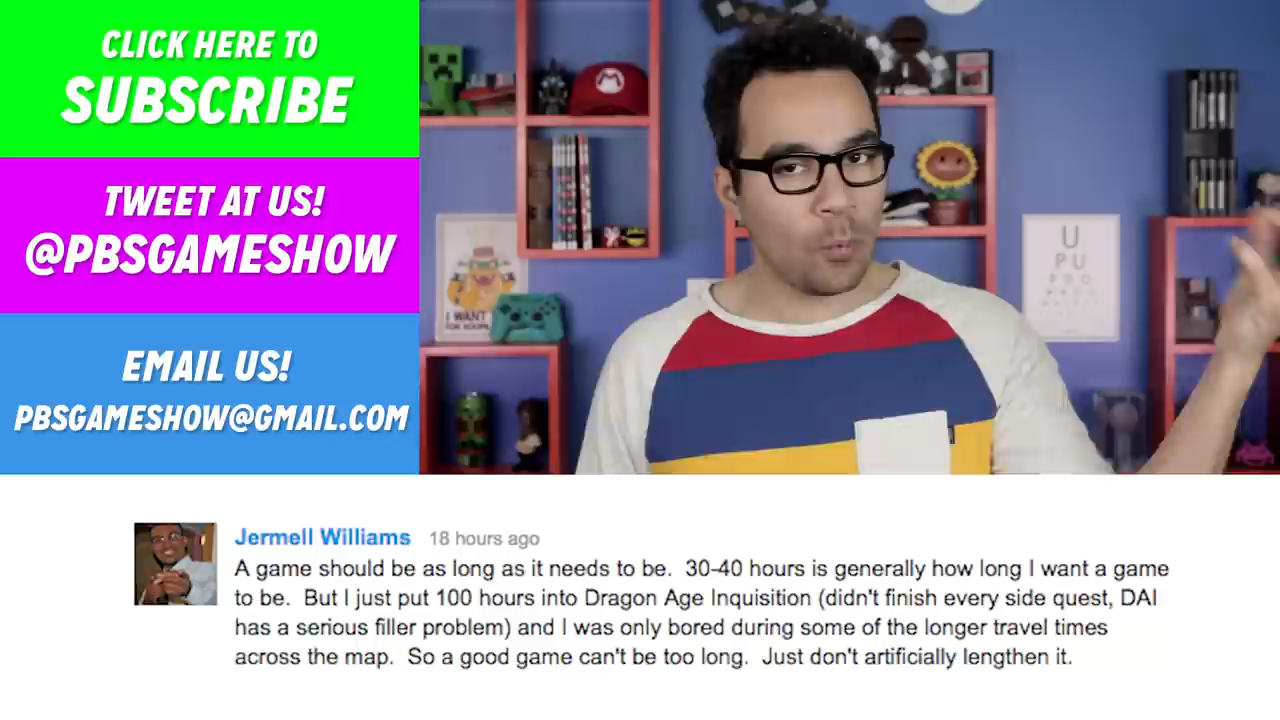 CLICK HERE TO
SUBSCRIBE
TWEET AT US!
@PBSGAMESHOW
EMAIL US!
PBSGAMESHOW@GMAIL.COM
M
I WANT
U
P U
Jermell Williams 18 hours ago
A game should be as long as it needs to be.  30-40 hours is generally how long I want a game
to be.  But I just put 100 hours into Dragon Age Inquisition (didn't finish every side quest, DAI
has a serious filler problem) and I was only bored during some of the longer travel times
across the map.  So a good game can't be too long.  Just don't artificially lengthen it.